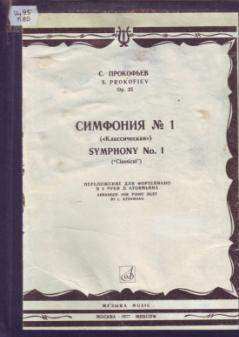 С. ПРОКОФЬЕВ
S. PROKOFIEV
Op. 25
СИМФОНИЯ № 1
(«Классическая»)
SYMPHONY No. 1
("Classical")
ПЕРЕЛОЖЕНИЕ ДЛЯ ФОРТЕПИАНО
В 4 РУКИ Л. АТОВМЬЯНА
ARRANGED FOR PIANO DUET
BY L. ATOVMIAN
МУЗЫКА MUSIC
МОСКВА 1977 MOSCOW